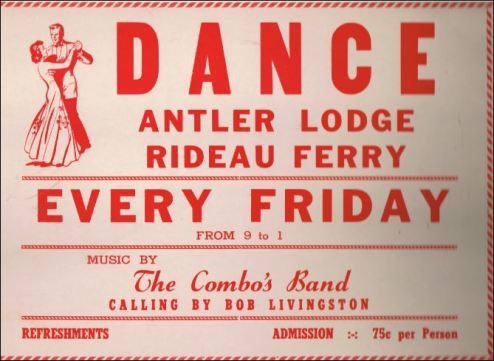 DANCE
ANTLER LODGE
RIDEAU FERRY
EVERY FRIDAY
FROM 9 to 1
MUSIC BY
The Combo's Band
CALLING BY BOB LIVINGSTON
REFRESHMENTS ADMISSION :-: 75c per Person